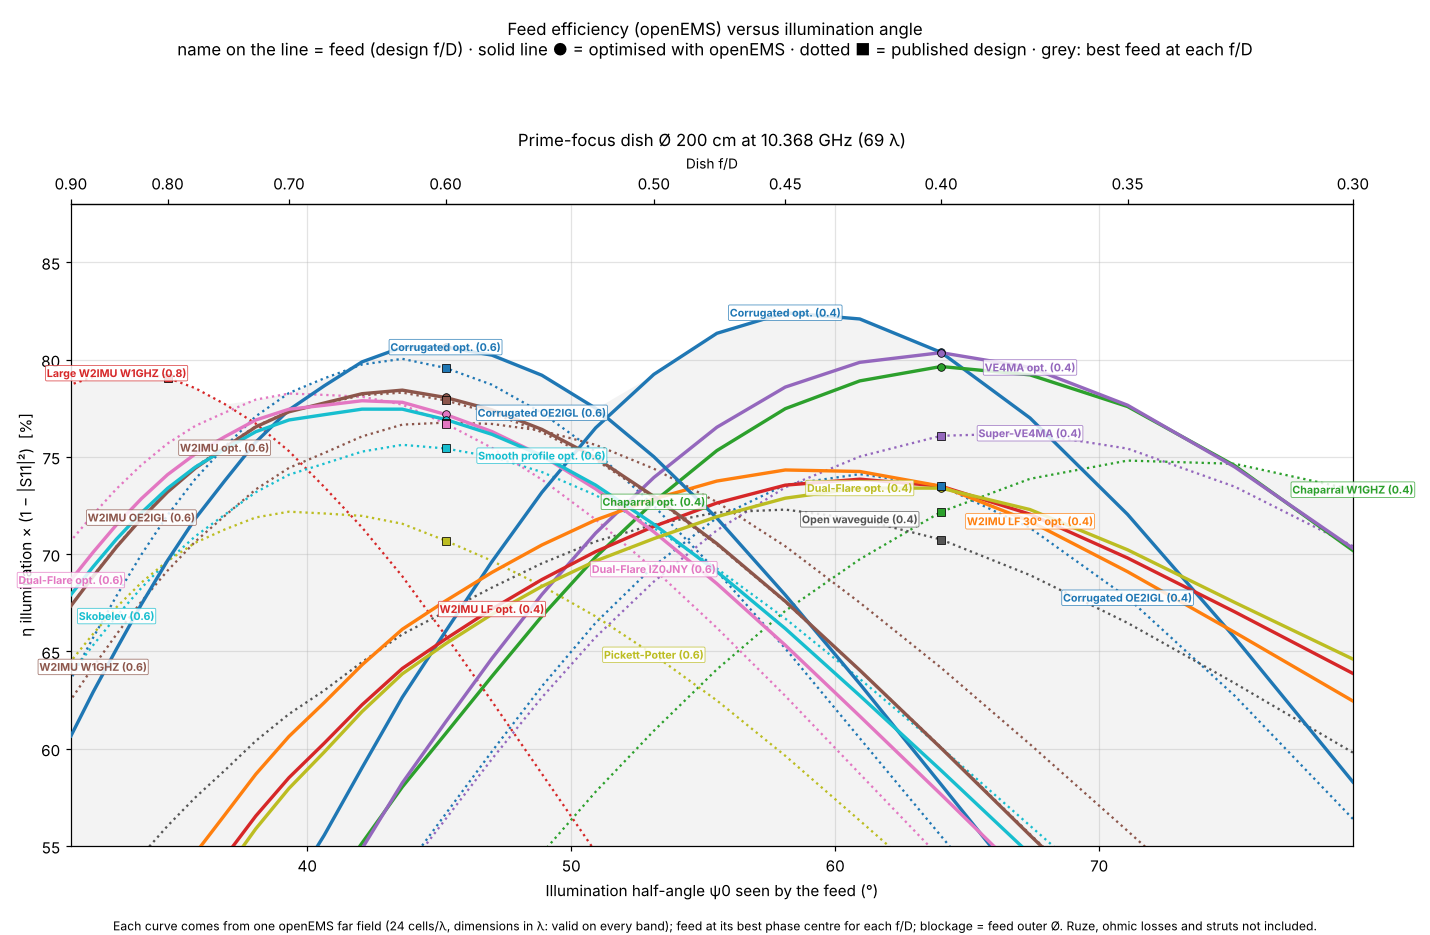 Feed efficiency (openEMS) versus illumination angle
name on the line = feed (design f/D) · solid line ● = optimised with openEMS · dotted ■ = published design · grey: best feed at each f/D
Prime-focus dish Ø 200 cm at 10.368 GHz (69 λ)
Dish f/D
0.90 0.80 0.70 0.60 0.50 0.45 0.40 0.35 0.30
85
Corrugated opt. (0.4)
Corrugated opt. (0.6)
80
VE4MA opt. (0.4)
Large W2IMU W1GHZ (0.8)
Corrugated OE2IGL (0.6)
Super-VE4MA (0.4)
W2IMU opt. (0.6)
Smooth profile opt. (0.6)
75
Dual-Flare opt. (0.4)
Chaparral W1GHZ (0.4)
Chaparral opt. (0.4)
W2IMU OE2IGL (0.6)
Open waveguide (0.4)
W2IMU LF 30° opt. (0.4)
70
Dual-Flare IZ0JNY (0.6)
Dual-Flare opt. (0.6)
Corrugated OE2IGL (0.4)
W2IMU LF opt. (0.4)
Skobelev (0.6)
65
Pickett-Potter (0.6)
W2IMU W1GHZ (0.6)
60
55
η illumination × (1 − |S11|²) [%]
40 50 60 70
Illumination half-angle ψ0 seen by the feed (°)
Each curve comes from one openEMS far field (24 cells/λ, dimensions in λ: valid on every band); feed at its best phase centre for each f/D; blockage = feed outer Ø. Ruze, ohmic losses and struts not included.